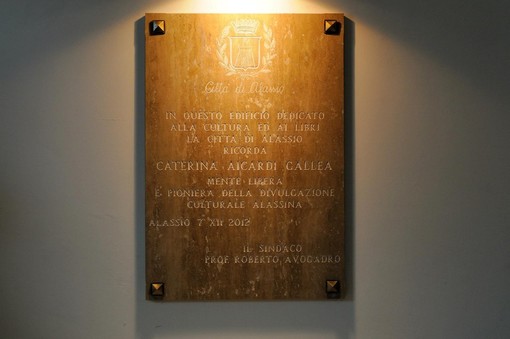 Città di Alassio
IN QUESTO EDIFICIO DEDICATO
ALLA CULTURA ED AI LIBRI
LA CITTÀ DI ALASSIO
RICORDA
CATERINA AICARDI GALLEA
MENTE LIBERA
E PIONIERA DELLA DIVULGAZIONE
CULTURALE ALASSINA
ALASSIO 7 XII 2012
IL SINDACO
PROF. ROBERTO AVOGADRO